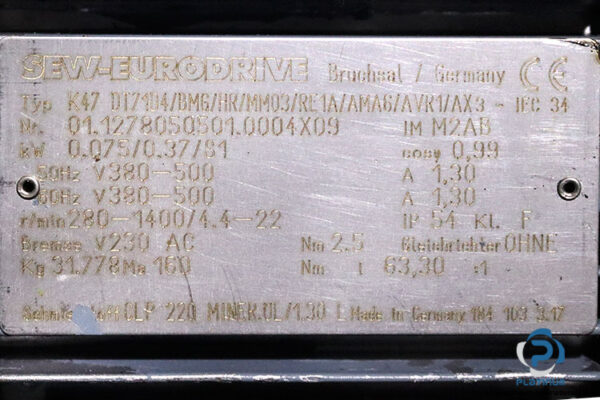 SEW-EURODRIVE Bruchsal / Germany CE
Typ K47 DT71D4/BMG/HR/MM03/RE1A/AMA6/AVK1/AX3 - IEC 34
Nr. 01.1278050501.0004X09 IM M2AB
kW 0.075/0.37/S1 cosφ 0,99
50Hz V380-500 A 1,30
60Hz V380-500 A 1,30
r/min 280-1400/4.4-22 IP 54 Kl. F
Bremse V230 AC Nm 2.5 Gleichrichter OHNE
Kg 31.778 Ma 160 Nm i 63,30 :1
CLP 220 MINER.ÖL/1.30 L Made in Germany 184 103 3.17
PLANHUB